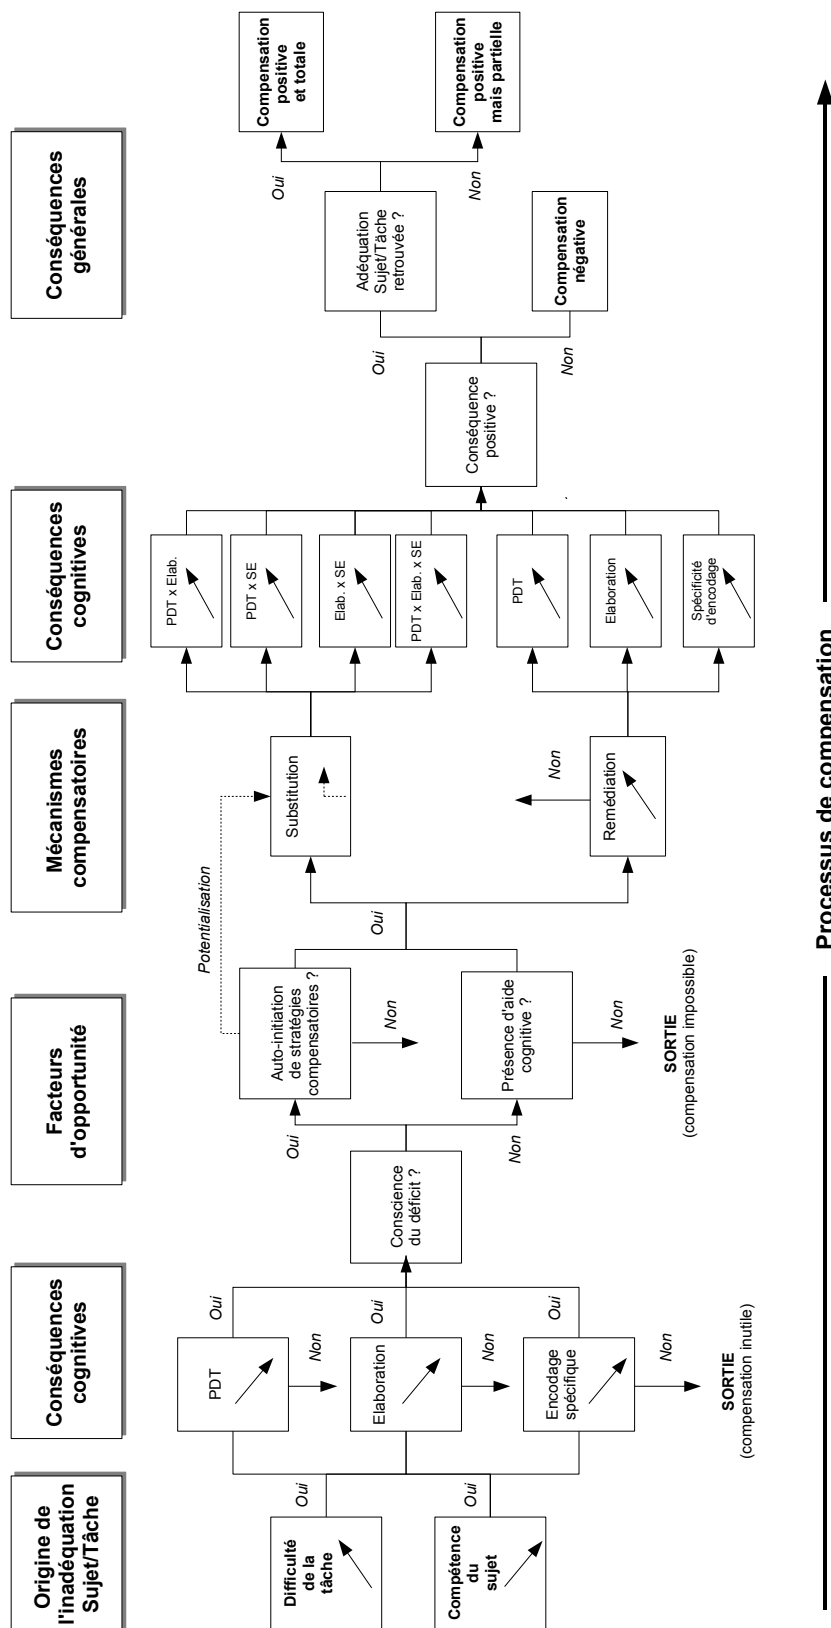 Origine de
l'inadéquation
Sujet/Tâche
Conséquences
cognitives
Facteurs
d'opportunité
Mécanismes
compensatoires
Conséquences
cognitives
Conséquences
générales
Difficulté
de la
tâche
Oui
Compétence
du
sujet
Oui
PDT
Oui
Non
Elaboration
Oui
Non
Encodage
spécifique
Oui
Non
SORTIE
(compensation inutile)
Conscience
du déficit ?
Oui
Non
Auto-initiation
de stratégies
compensatoires ?
Non
Potentialisation
Présence d'aide
cognitive ?
Non
SORTIE
(compensation impossible)
Oui
Substitution
Non
Remédiation
PDT x Elab.
PDT x SE
Elab. x SE
PDT x Elab. x SE
PDT
Elaboration
Spécificité
d'encodage
Conséquence
positive ?
Oui
Non
Adéquation
Sujet/Tâche
retrouvée ?
Compensation
négative
Oui
Non
Compensation
positive
et totale
Compensation
positive
mais partielle
Processus de compensation